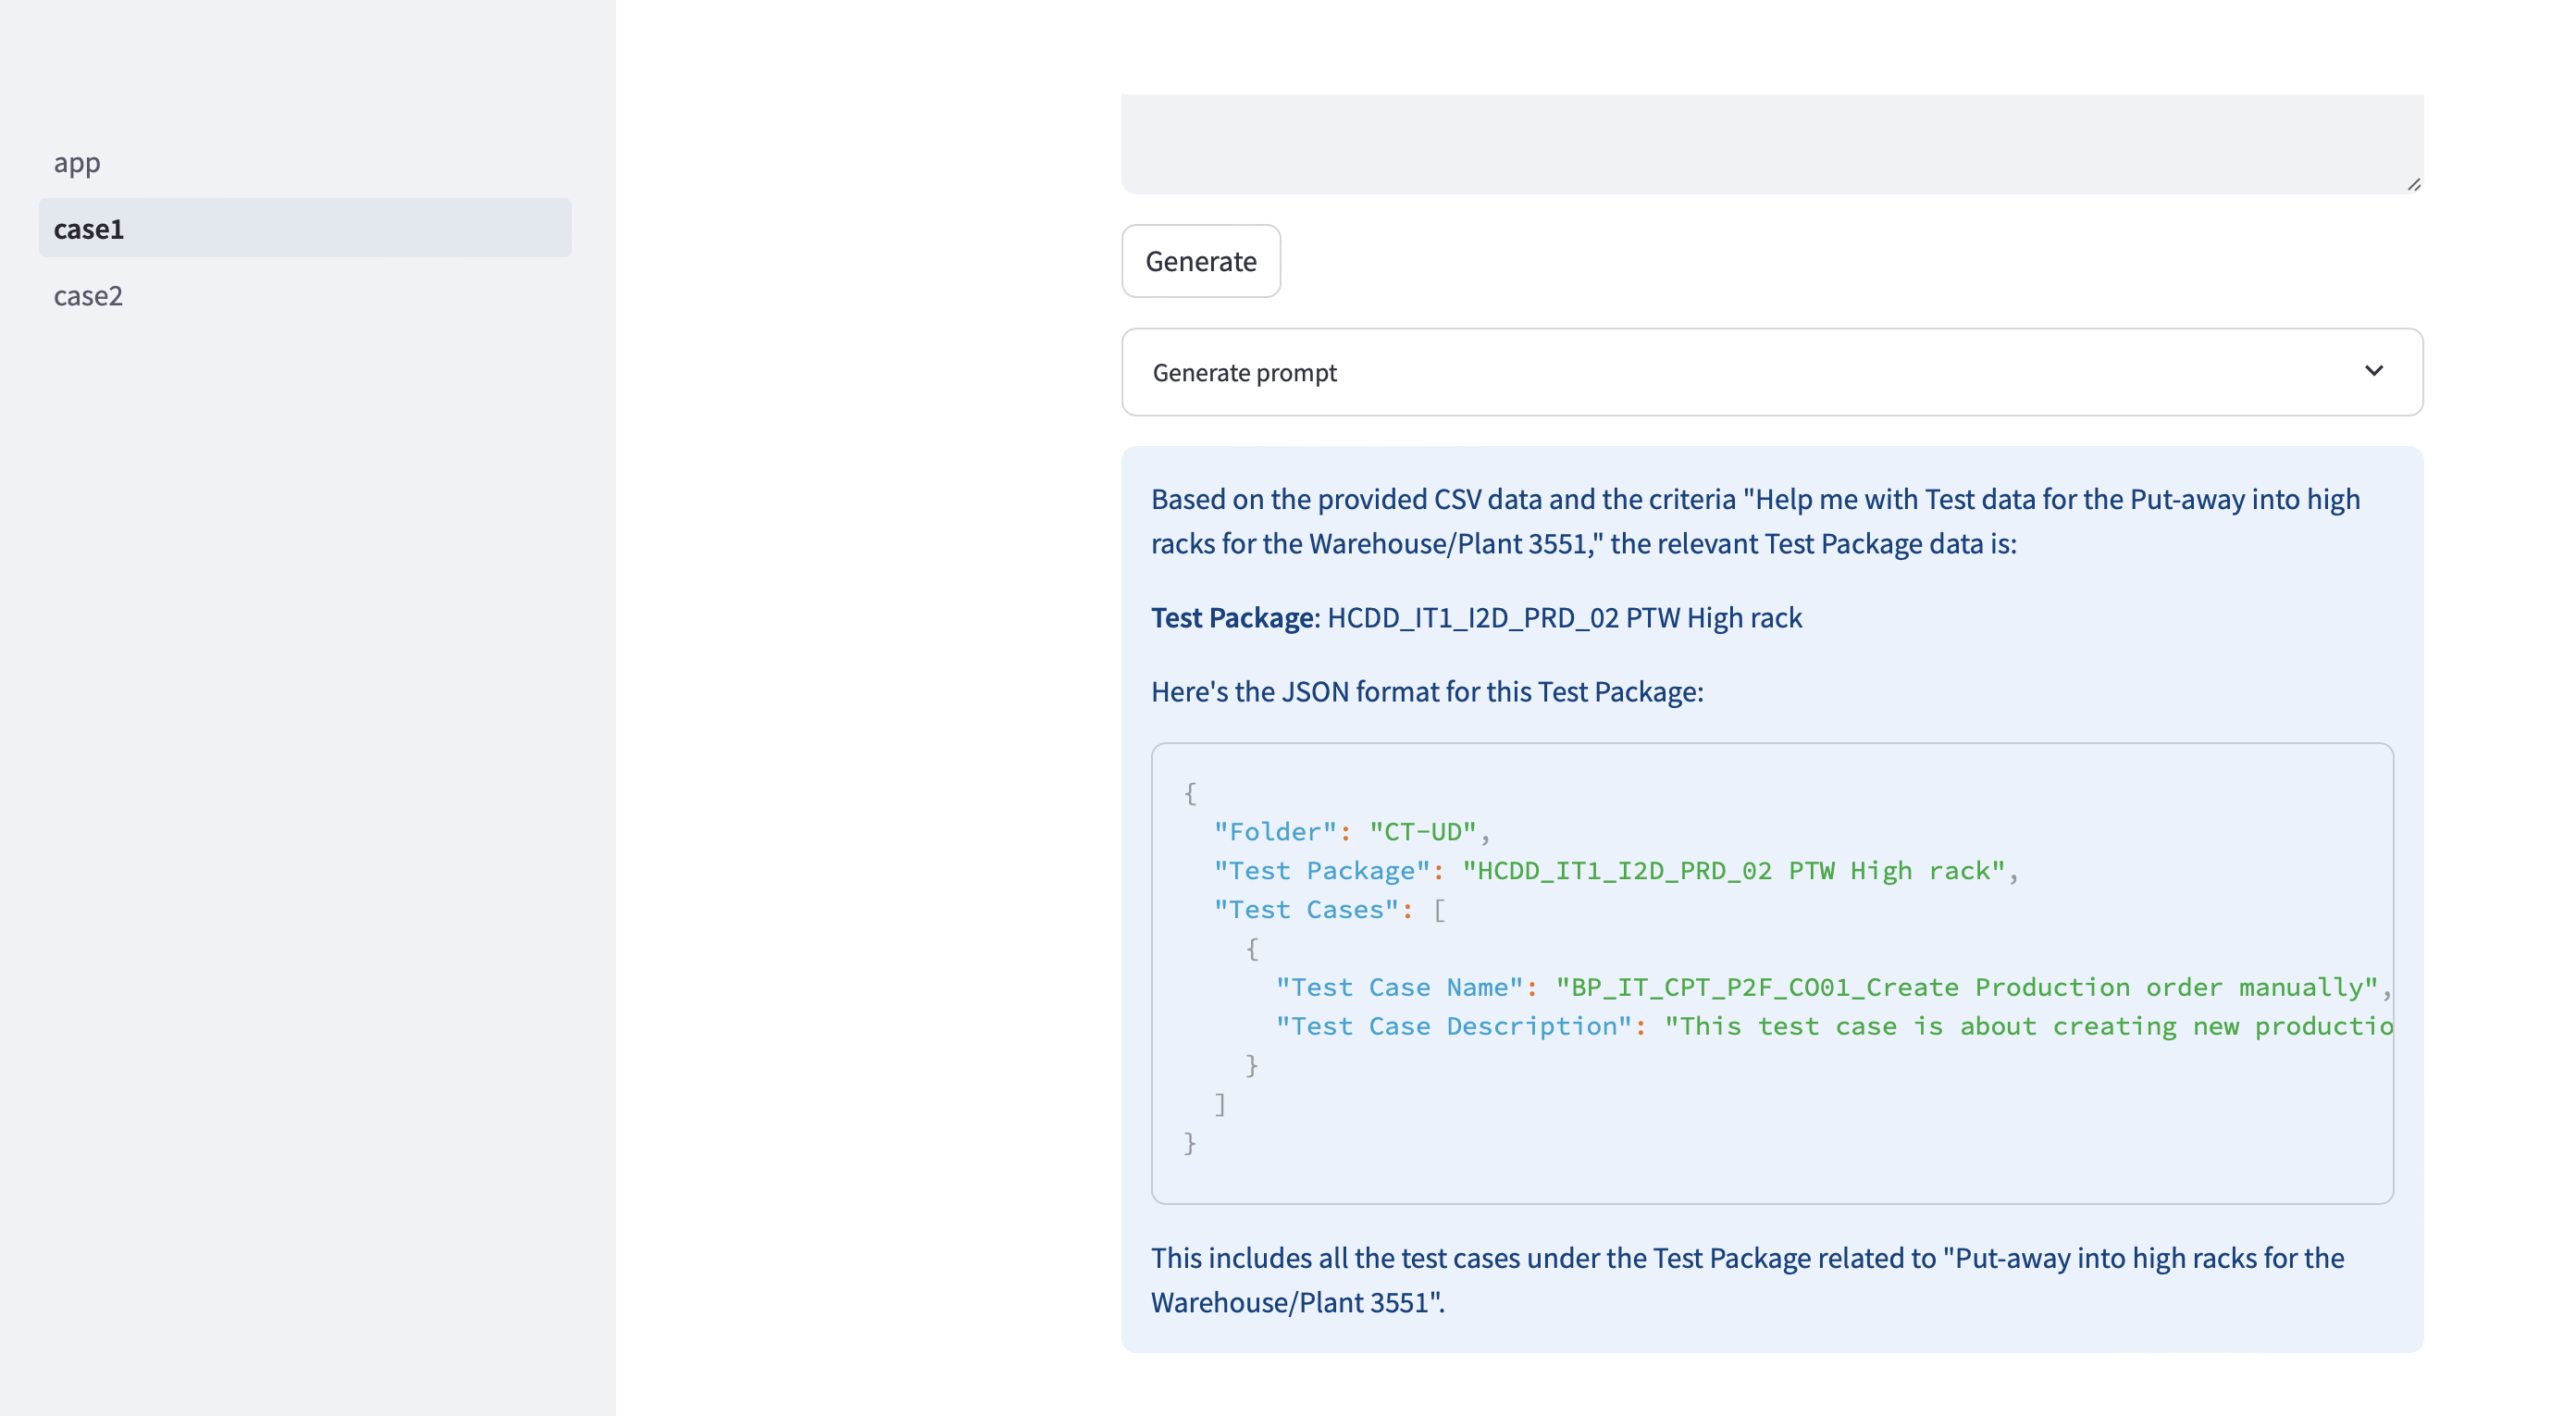 app
case1
case2
Generate
Generate prompt
Based on the provided CSV data and the criteria "Help me with Test data for the Put-away into high
racks for the Warehouse/Plant 3551," the relevant Test Package data is:
Test Package: HCDD_IT1_I2D_PRD_02 PTW High rack
Here's the JSON format for this Test Package:
{
"Folder": "CT-UD",
"Test Package": "HCDD_IT1_I2D_PRD_02 PTW High rack",
"Test Cases": [
{
"Test Case Name": "BP_IT_CPT_P2F_CO01_Create Production order manually",
"Test Case Description": "This test case is about creating new productio
}
]
}
This includes all the test cases under the Test Package related to "Put-away into high racks for the
Warehouse/Plant 3551".